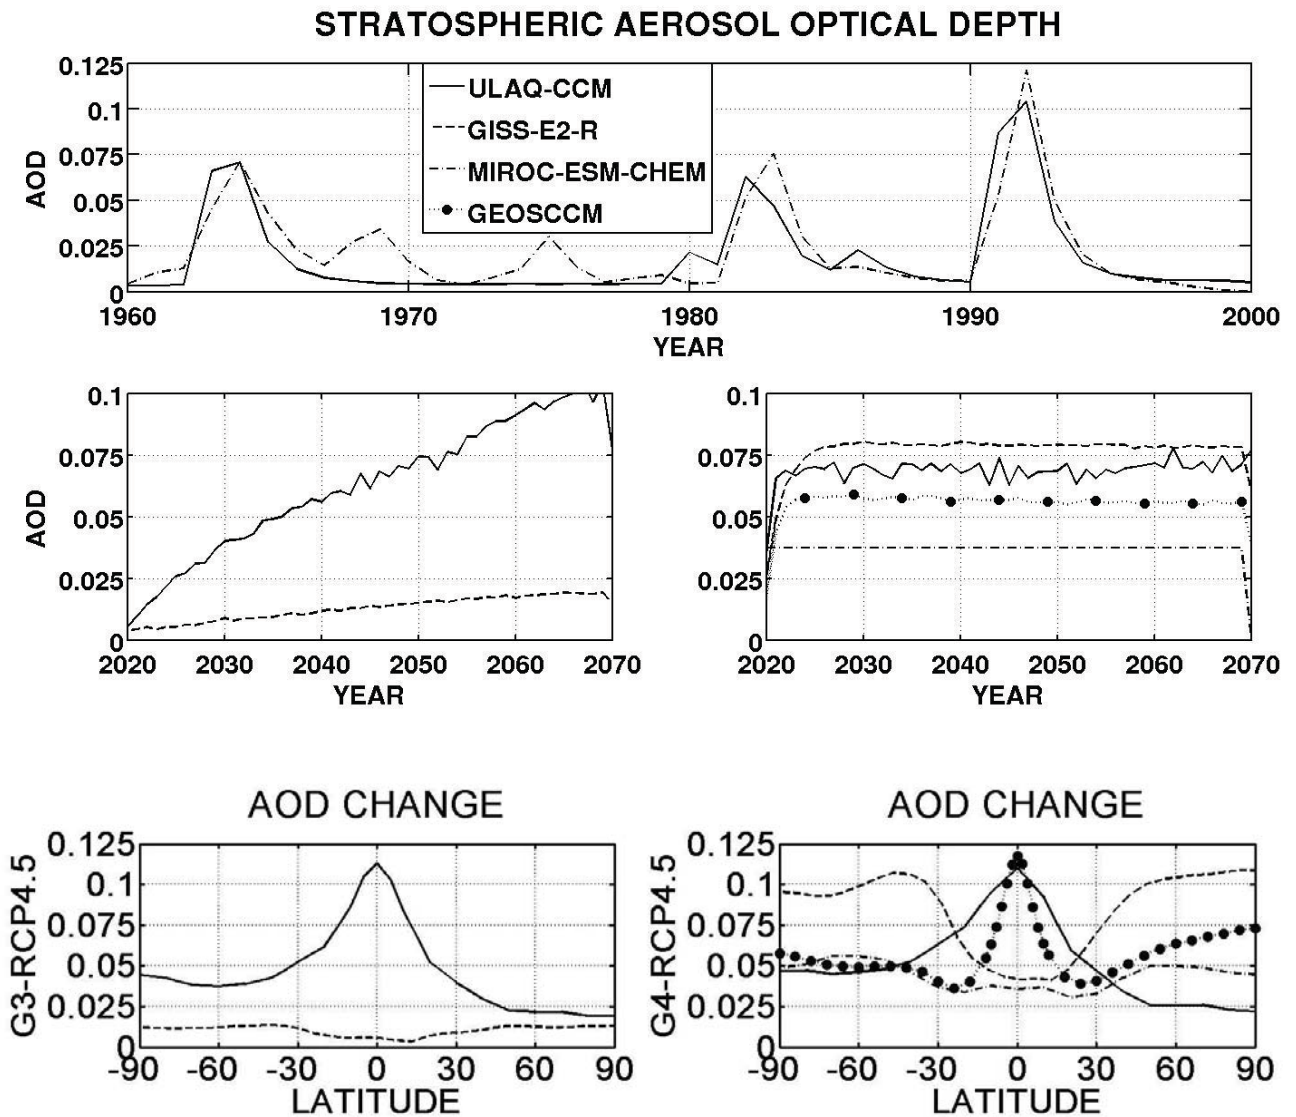 STRATOSPHERIC AEROSOL OPTICAL DEPTH
0.125
0.1
0.075
0.05
0.025
0
AOD
ULAQ-CCM
GISS-E2-R
MIROC-ESM-CHEM
GEOSCCM
1960 1970 1980 1990 2000
YEAR
0.1
0.075
0.05
0.025
0
AOD
2020 2030 2040 2050 2060 2070
YEAR
0.1
0.075
0.05
0.025
0
2020 2030 2040 2050 2060 2070
YEAR
AOD CHANGE
0.125
0.1
0.075
0.05
0.025
0
G3-RCP4.5
-90 -60 -30 0 30 60 90
LATITUDE
AOD CHANGE
0.125
0.1
0.075
0.05
0.025
0
G4-RCP4.5
-90 -60 -30 0 30 60 90
LATITUDE